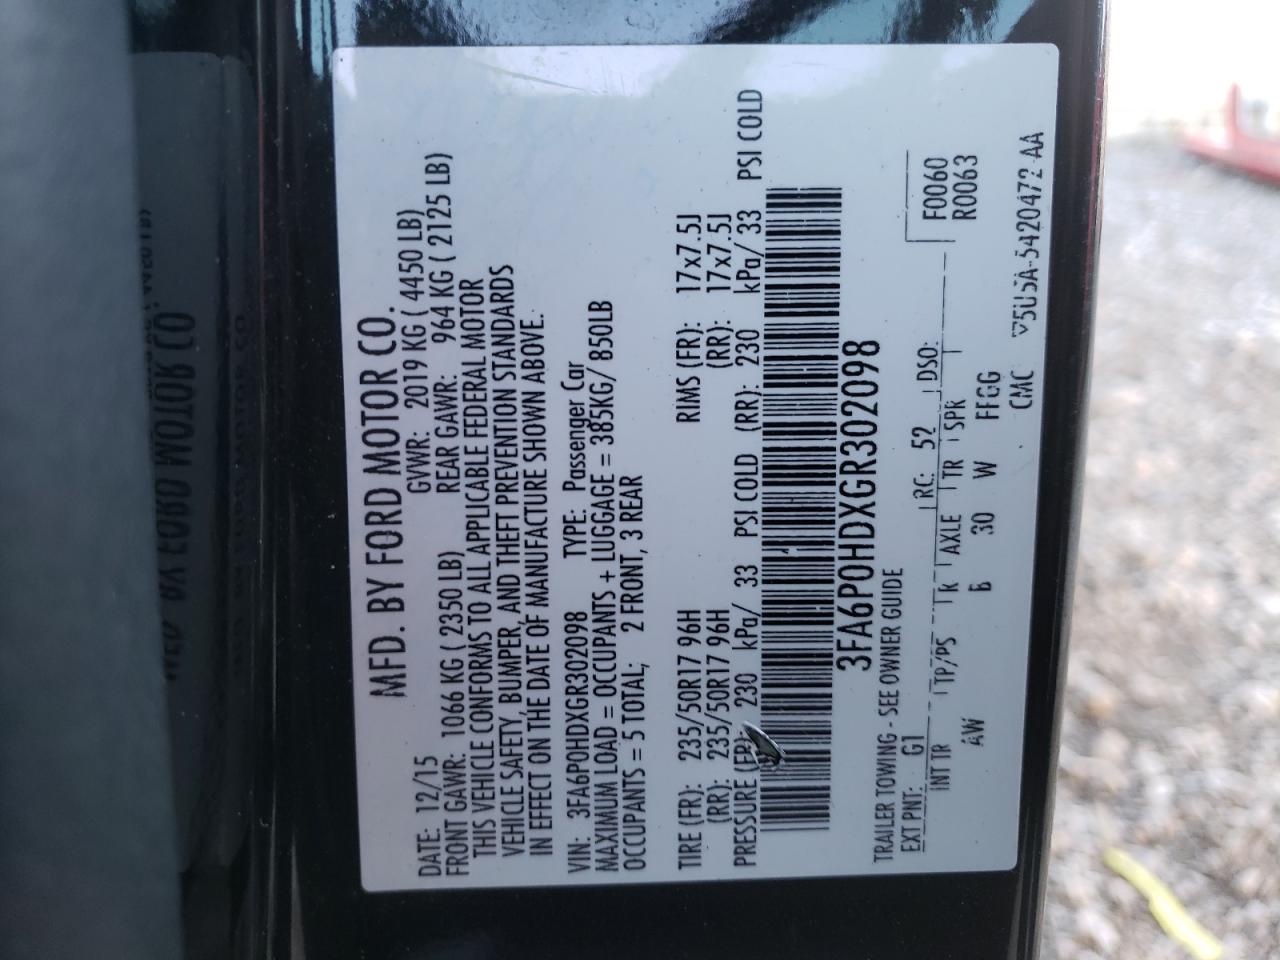 MFD. BY FORD MOTOR CO.
DATE: 12/15 GVWR: 2019 KG ( 4450 LB)
FRONT GAWR: 1066 KG ( 2350 LB) REAR GAWR: 964 KG ( 2125 LB)
THIS VEHICLE CONFORMS TO ALL APPLICABLE FEDERAL MOTOR
VEHICLE SAFETY, BUMPER, AND THEFT PREVENTION STANDARDS
IN EFFECT ON THE DATE OF MANUFACTURE SHOWN ABOVE.
VIN: 3FA6P0HDXGR302098 TYPE: Passenger Car
MAXIMUM LOAD = OCCUPANTS + LUGGAGE = 385KG/ 850LB
OCCUPANTS = 5 TOTAL, 2 FRONT, 3 REAR
TIRE (FR): 235/50R17 96H RIMS (FR): 17x7.5J
(RR): 235/50R17 96H (RR): 17x7.5J
PRESSURE (FR): 230 kPa/ 33 PSI COLD (RR): 230 kPa/ 33 PSI COLD
3FA6P0HDXGR302098
TRAILER TOWING - SEE OWNER GUIDE
EXT PNT: G1 RC: 52 DSO: F0060
R0063
INT TR TP/PS R AXLE TR SPR
AW B 30 W FFGG
CMC 5U5A-5420472-AA